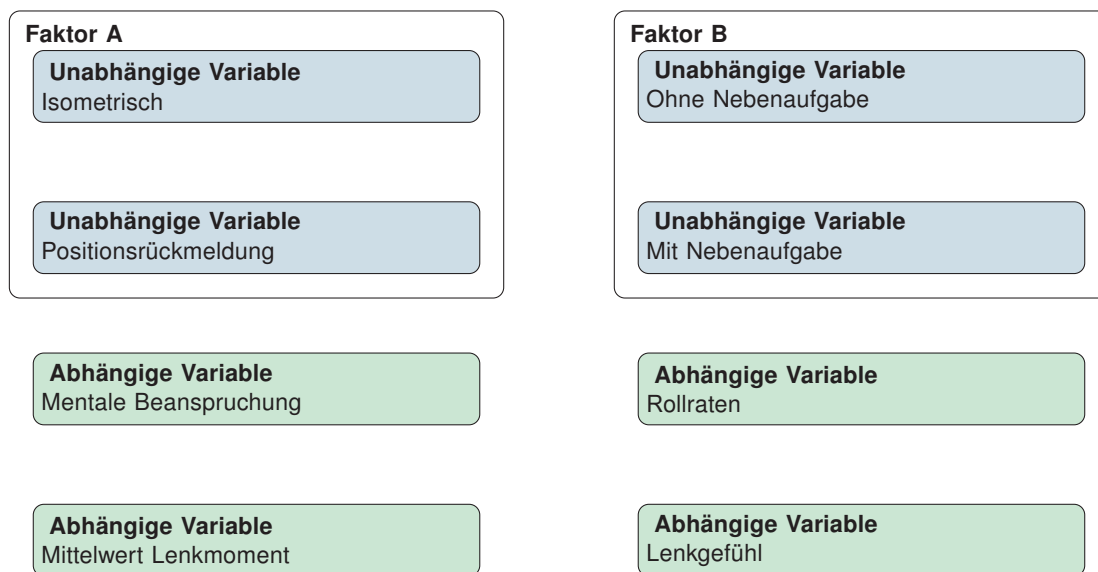 Faktor A
Unabhängige Variable
Isometrisch
Unabhängige Variable
Positionsrückmeldung
Faktor B
Unabhängige Variable
Ohne Nebenaufgabe
Unabhängige Variable
Mit Nebenaufgabe
Abhängige Variable
Mentale Beanspruchung
Abhängige Variable
Rollraten
Abhängige Variable
Mittelwert Lenkmoment
Abhängige Variable
Lenkgefühl